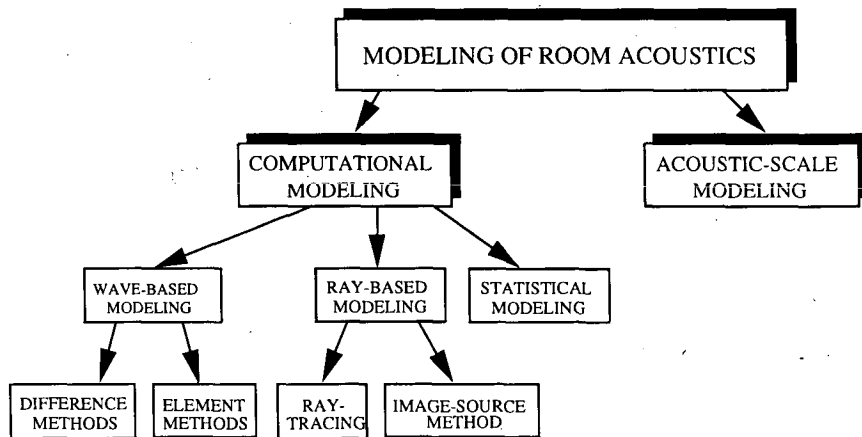 MODELING OF ROOM ACOUSTICS
COMPUTATIONAL
MODELING
ACOUSTIC-SCALE
MODELING
WAVE-BASED
MODELING
RAY-BASED
MODELING
STATISTICAL
MODELING
DIFFERENCE
METHODS
ELEMENT
METHODS
RAY-
TRACING
IMAGE-SOURCE
METHOD